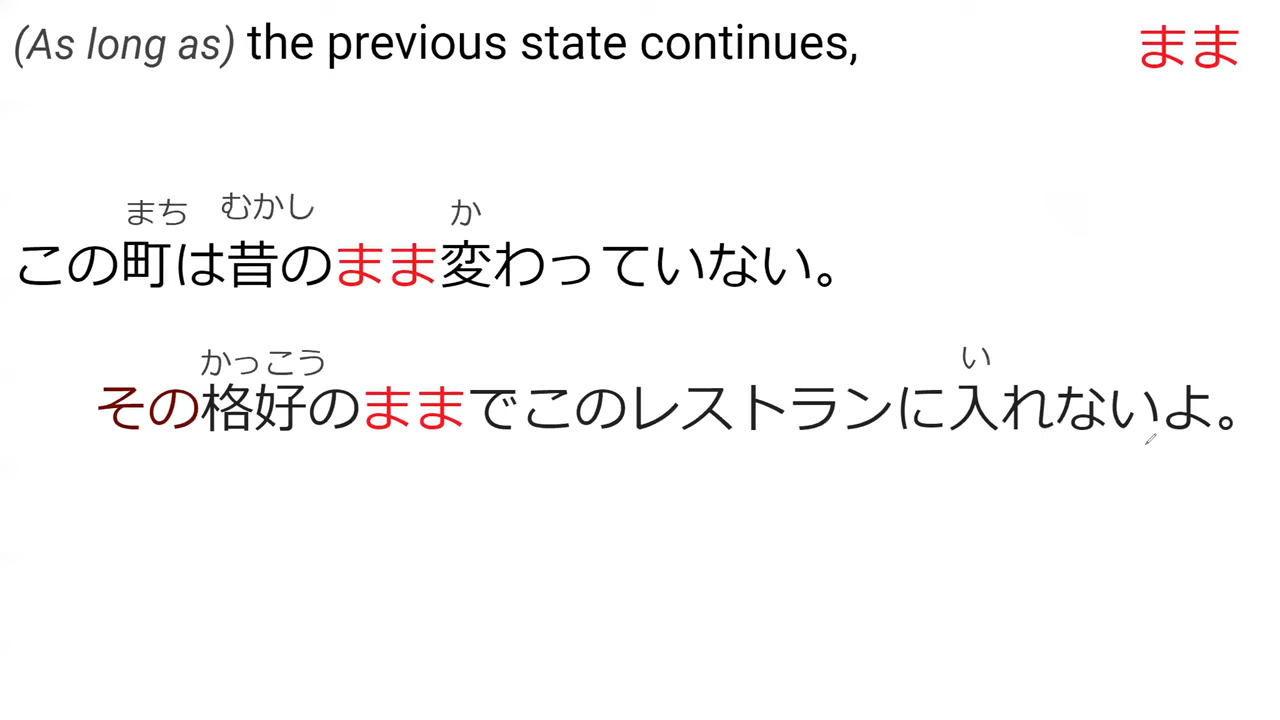 (As long as) the previous state continues, まま
まち むかし か
この町は昔のまま変わっていない。
かっこう い
その格好のままでこのレストランに入れないよ。